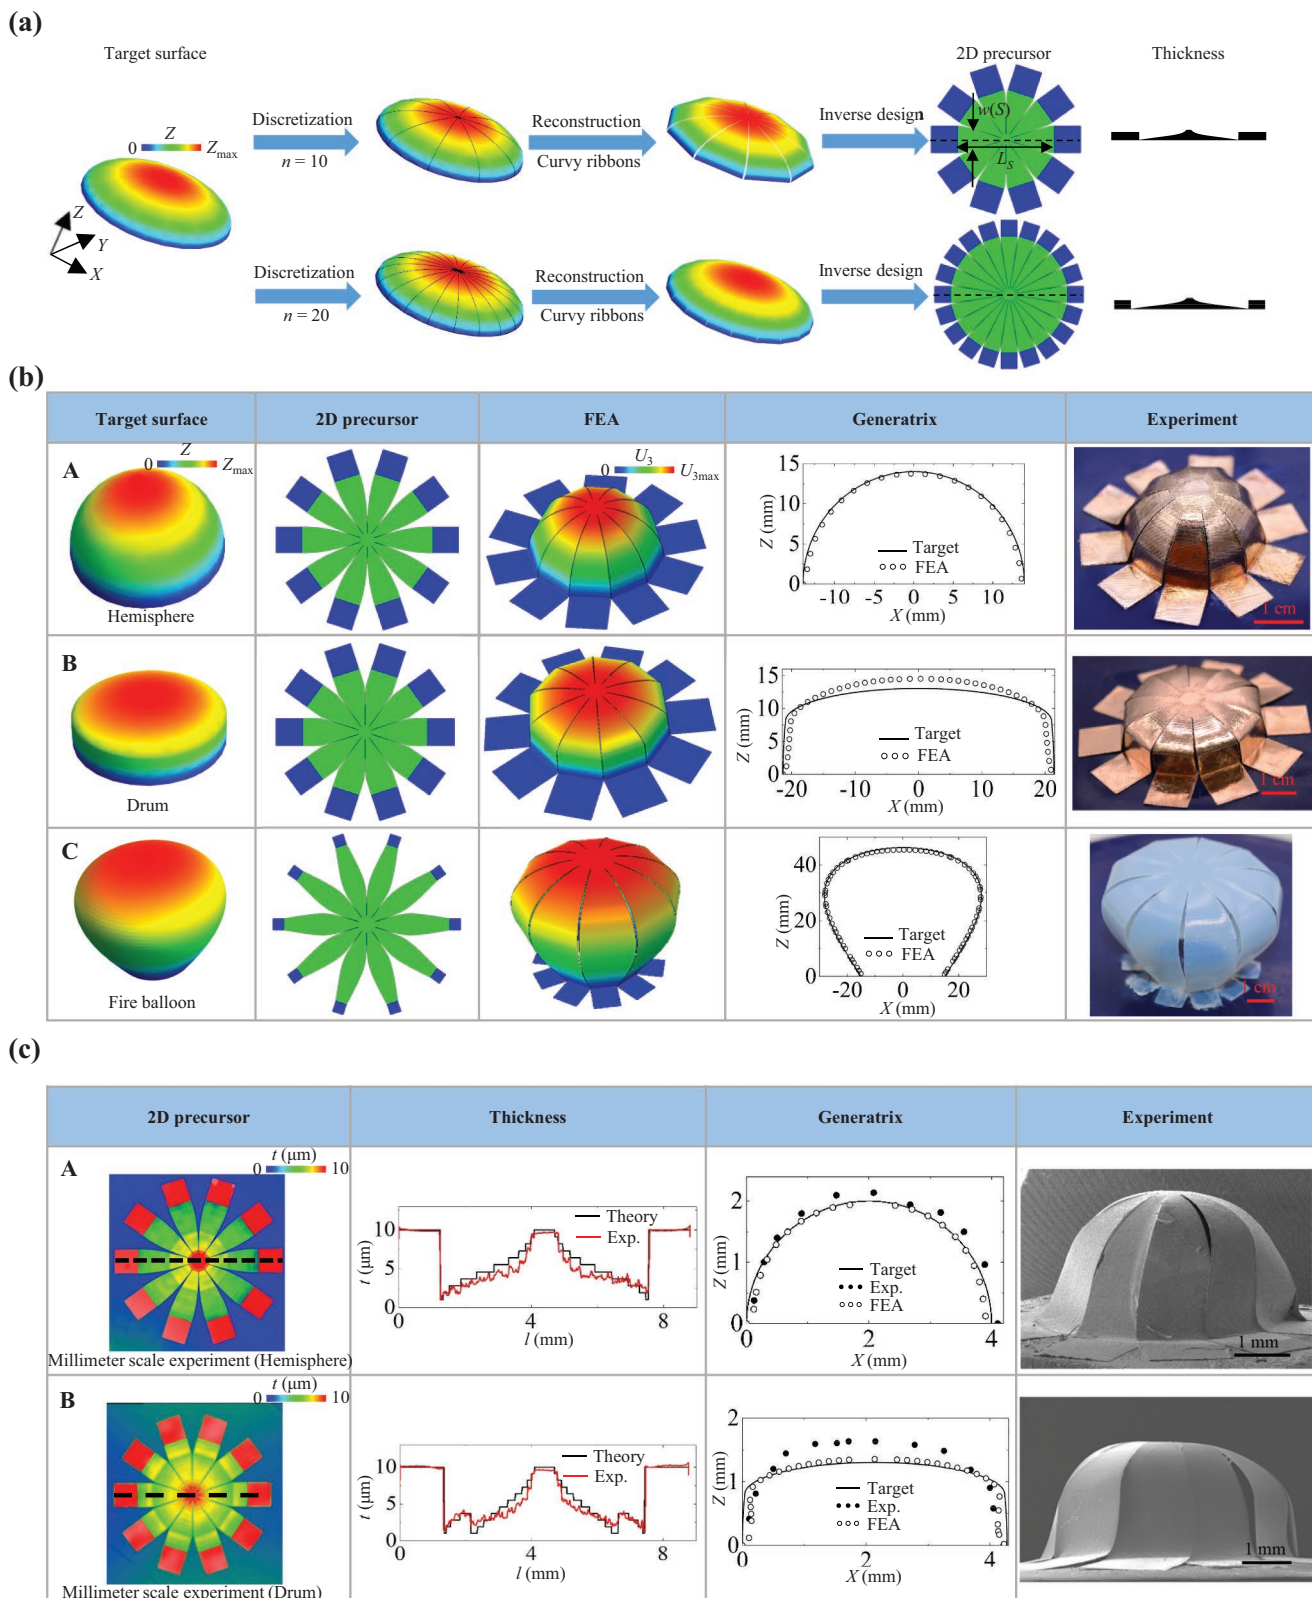 (a)
Target surface
2D precursor
Thickness
Z
0
Zmax
Z
Y
X
Discretization
n = 10
Reconstruction
Curvy ribbons
Inverse design
w(S)
LS
Discretization
n = 20
Reconstruction
Curvy ribbons
Inverse design
(b)
Target surface
2D precursor
FEA
Generatrix
Experiment
A
Z
0
Zmax
Hemisphere
U3
0
U3max
15
10
5
0
Z (mm)
Target
FEA
-10
-5
0
5
10
X (mm)
1 cm
B
Drum
15
10
5
0
Z (mm)
Target
FEA
-20
-10
0
10
20
X (mm)
1 cm
C
Fire balloon
40
20
0
Z (mm)
Target
FEA
-20
0
20
X (mm)
1 cm
(c)
2D precursor
Thickness
Generatrix
Experiment
A
t (μm)
0
10
Millimeter scale experiment (Hemisphere)
10
5
0
t (μm)
Theory
Exp.
0
4
8
l (mm)
2
1
0
Z (mm)
Target
Exp.
FEA
0
2
4
X (mm)
1 mm
B
t (μm)
0
10
Millimeter scale experiment (Drum)
10
5
0
t (μm)
Theory
Exp.
0
4
8
l (mm)
2
1
0
Z (mm)
Target
Exp.
FEA
0
2
4
X (mm)
1 mm